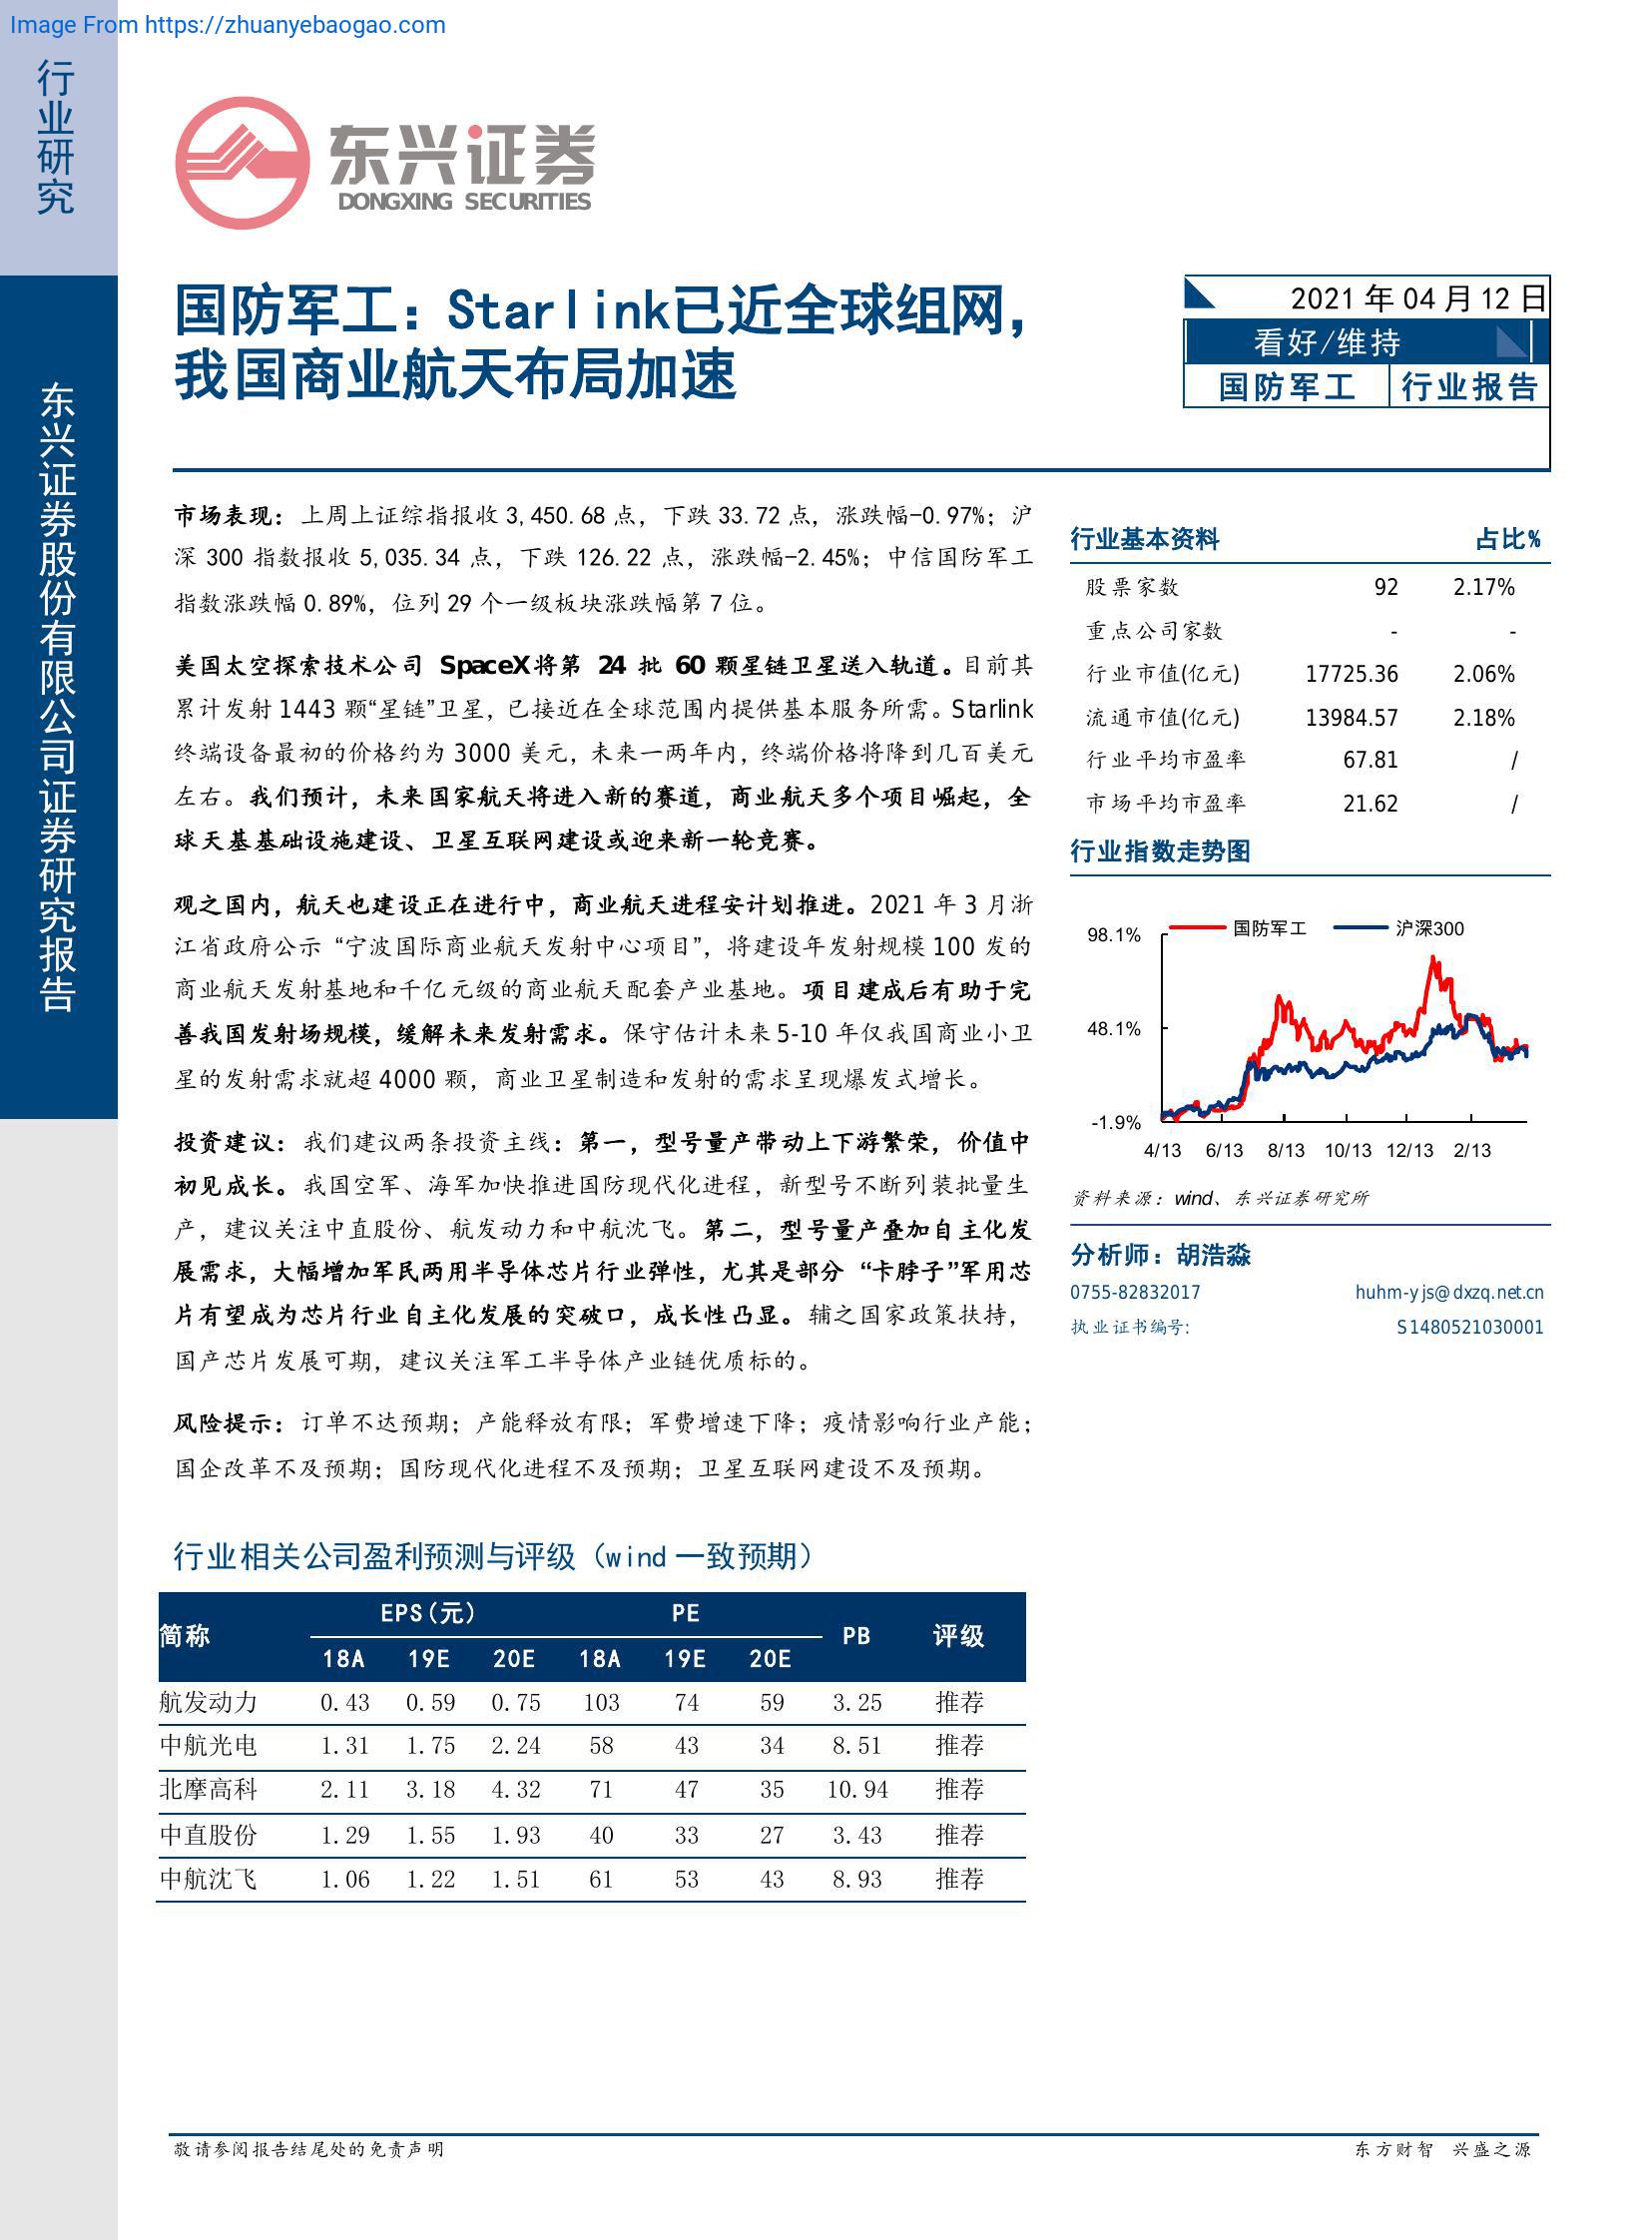 Image From https://zhuanyebaogao.com
行业研究
东兴证券股份有限公司证券研究报告
东兴证券
DONGXING SECURITIES
国防军工：Starlink已近全球组网，
我国商业航天布局加速
2021 年 04 月 12 日
看好/维持
国防军工 行业报告
市场表现：上周上证综指报收 3,450.68 点，下跌 33.72 点，涨跌幅-0.97%；沪
深 300 指数报收 5,035.34 点，下跌 126.22 点，涨跌幅-2.45%；中信国防军工
指数涨跌幅 0.89%，位列 29 个一级板块涨跌幅第 7 位。
美国太空探索技术公司 SpaceX将第 24 批 60 颗星链卫星送入轨道。目前其
累计发射 1443 颗“星链”卫星，已接近在全球范围内提供基本服务所需。Starlink
终端设备最初的价格约为 3000 美元，未来一两年内，终端价格将降到几百美元
左右。我们预计，未来国家航天将进入新的赛道，商业航天多个项目崛起，全
球天基基础设施建设、卫星互联网建设或迎来新一轮竞赛。
观之国内，航天也建设正在进行中，商业航天进程安计划推进。2021 年 3 月浙
江省政府公示 “宁波国际商业航天发射中心项目”，将建设年发射规模 100 发的
商业航天发射基地和千亿元级的商业航天配套产业基地。项目建成后有助于完
善我国发射场规模，缓解未来发射需求。保守估计未来 5-10 年仅我国商业小卫
星的发射需求就超 4000 颗，商业卫星制造和发射的需求呈现爆发式增长。
投资建议：我们建议两条投资主线：第一，型号量产带动上下游繁荣，价值中
初见成长。我国空军、海军加快推进国防现代化进程，新型号不断列装批量生
产，建议关注中直股份、航发动力和中航沈飞。第二，型号量产叠加自主化发
展需求，大幅增加军民两用半导体芯片行业弹性，尤其是部分 “卡脖子”军用芯
片有望成为芯片行业自主化发展的突破口，成长性凸显。辅之国家政策扶持，
国产芯片发展可期，建议关注军工半导体产业链优质标的。
风险提示：订单不达预期；产能释放有限；军费增速下降；疫情影响行业产能；
国企改革不及预期；国防现代化进程不及预期；卫星互联网建设不及预期。
行业基本资料 占比%
股票家数 92 2.17%
重点公司家数 - -
行业市值(亿元) 17725.36 2.06%
流通市值(亿元) 13984.57 2.18%
行业平均市盈率 67.81 /
市场平均市盈率 21.62 /
行业指数走势图
国防军工 沪深300
98.1%
48.1%
-1.9%
4/13 6/13 8/13 10/13 12/13 2/13
资料来源：wind、东兴证券研究所
分析师：胡浩淼
0755-82832017 huhm-yjs@dxzq.net.cn
执业证书编号: S1480521030001
行业相关公司盈利预测与评级（wind 一致预期）
简称 EPS(元) PE PB 评级
18A 19E 20E 18A 19E 20E
航发动力 0.43 0.59 0.75 103 74 59 3.25 推荐
中航光电 1.31 1.75 2.24 58 43 34 8.51 推荐
北摩高科 2.11 3.18 4.32 71 47 35 10.94 推荐
中直股份 1.29 1.55 1.93 40 33 27 3.43 推荐
中航沈飞 1.06 1.22 1.51 61 53 43 8.93 推荐
敬请参阅报告结尾处的免责声明
东方财智 兴盛之源